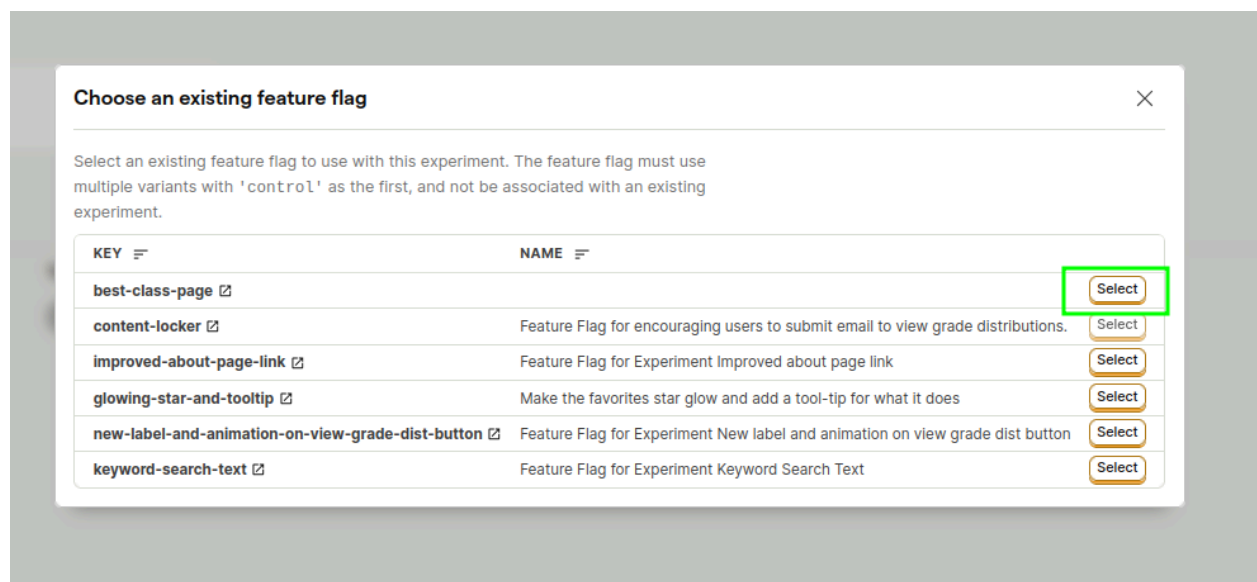 Choose an existing feature flag
Select an existing feature flag to use with this experiment. The feature flag must use
multiple variants with 'control' as the first, and not be associated with an existing
experiment.
KEY NAME
best-class-page Select
content-locker Feature Flag for encouraging users to submit email to view grade distributions. Select
improved-about-page-link Feature Flag for Experiment Improved about page link Select
glowing-star-and-tooltip Make the favorites star glow and add a tool-tip for what it does Select
new-label-and-animation-on-view-grade-dist-button Feature Flag for Experiment New label and animation on view grade dist button Select
keyword-search-text Feature Flag for Experiment Keyword Search Text Select